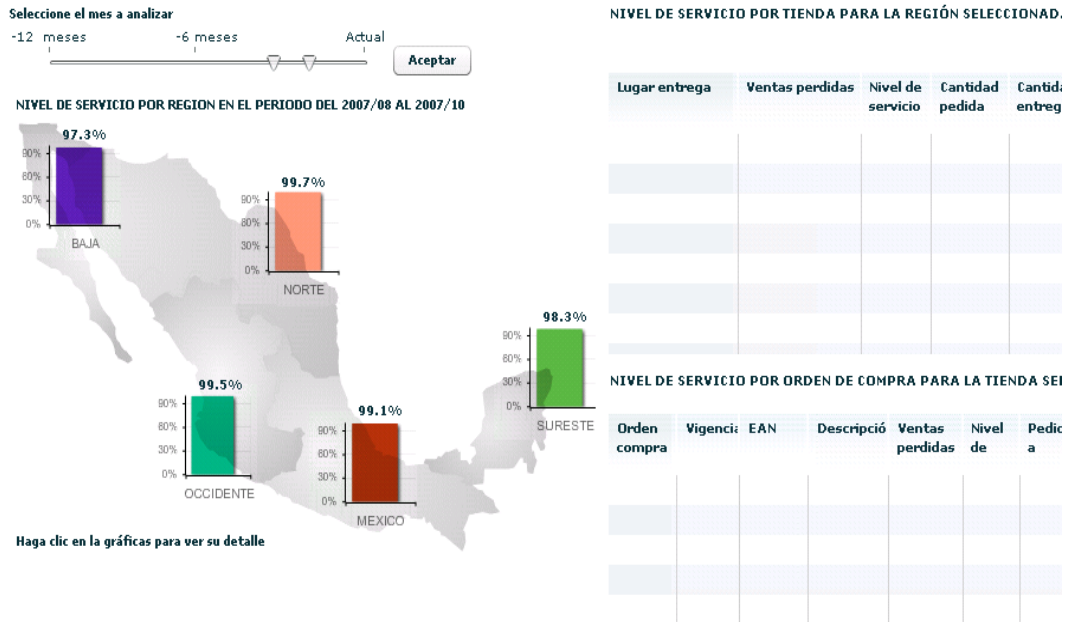 Seleccione el mes a analizar
-12 meses -6 meses Actual
Aceptar
NIVEL DE SERVICIO POR REGION EN EL PERIODO DEL 2007/08 AL 2007/10
97.3%
90%
60%
30%
0%
BAJA
99.7%
90%
60%
30%
0%
NORTE
98.3%
90%
60%
30%
0%
SURESTE
99.5%
90%
60%
30%
0%
OCCIDENTE
99.1%
90%
60%
30%
0%
MEXICO
Haga clic en la gráficas para ver su detalle
NIVEL DE SERVICIO POR TIENDA PARA LA REGIÓN SELECCIONAD
Lugar entrega
Ventas perdidas
Nivel de
servicio
Cantidad
pedida
Cantid
entreg
NIVEL DE SERVICIO POR ORDEN DE COMPRA PARA LA TIENDA SE
Orden
compra
Vigencia
EAN
Descripció
Ventas
perdidas
Nivel
de
Pedic
a